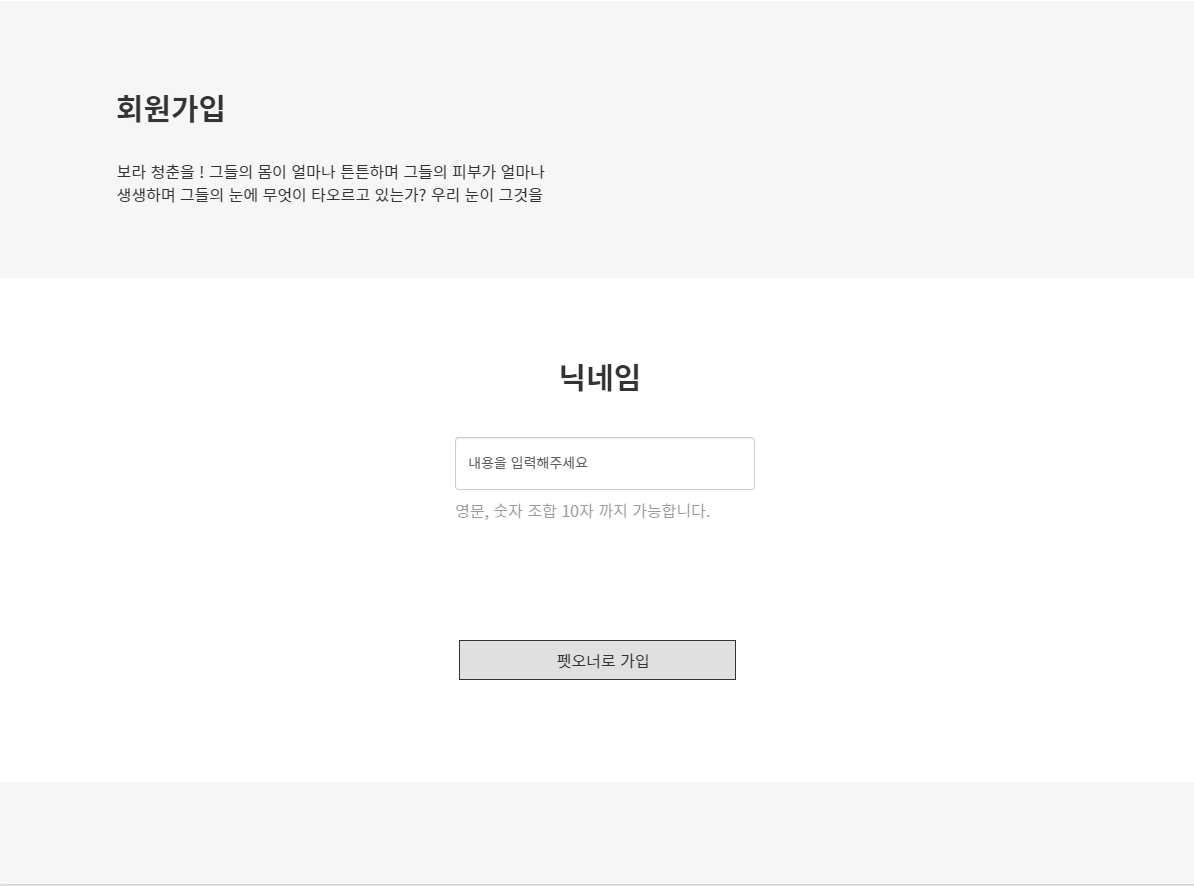 회원가입
보라 청춘을 ! 그들의 몸이 얼마나 튼튼하며 그들의 피부가 얼마나
생생하며 그들의 눈에 무엇이 타오르고 있는가? 우리 눈이 그것을
닉네임
내용을 입력해주세요
영문, 숫자 조합 10자 까지 가능합니다.
펫오너로 가입